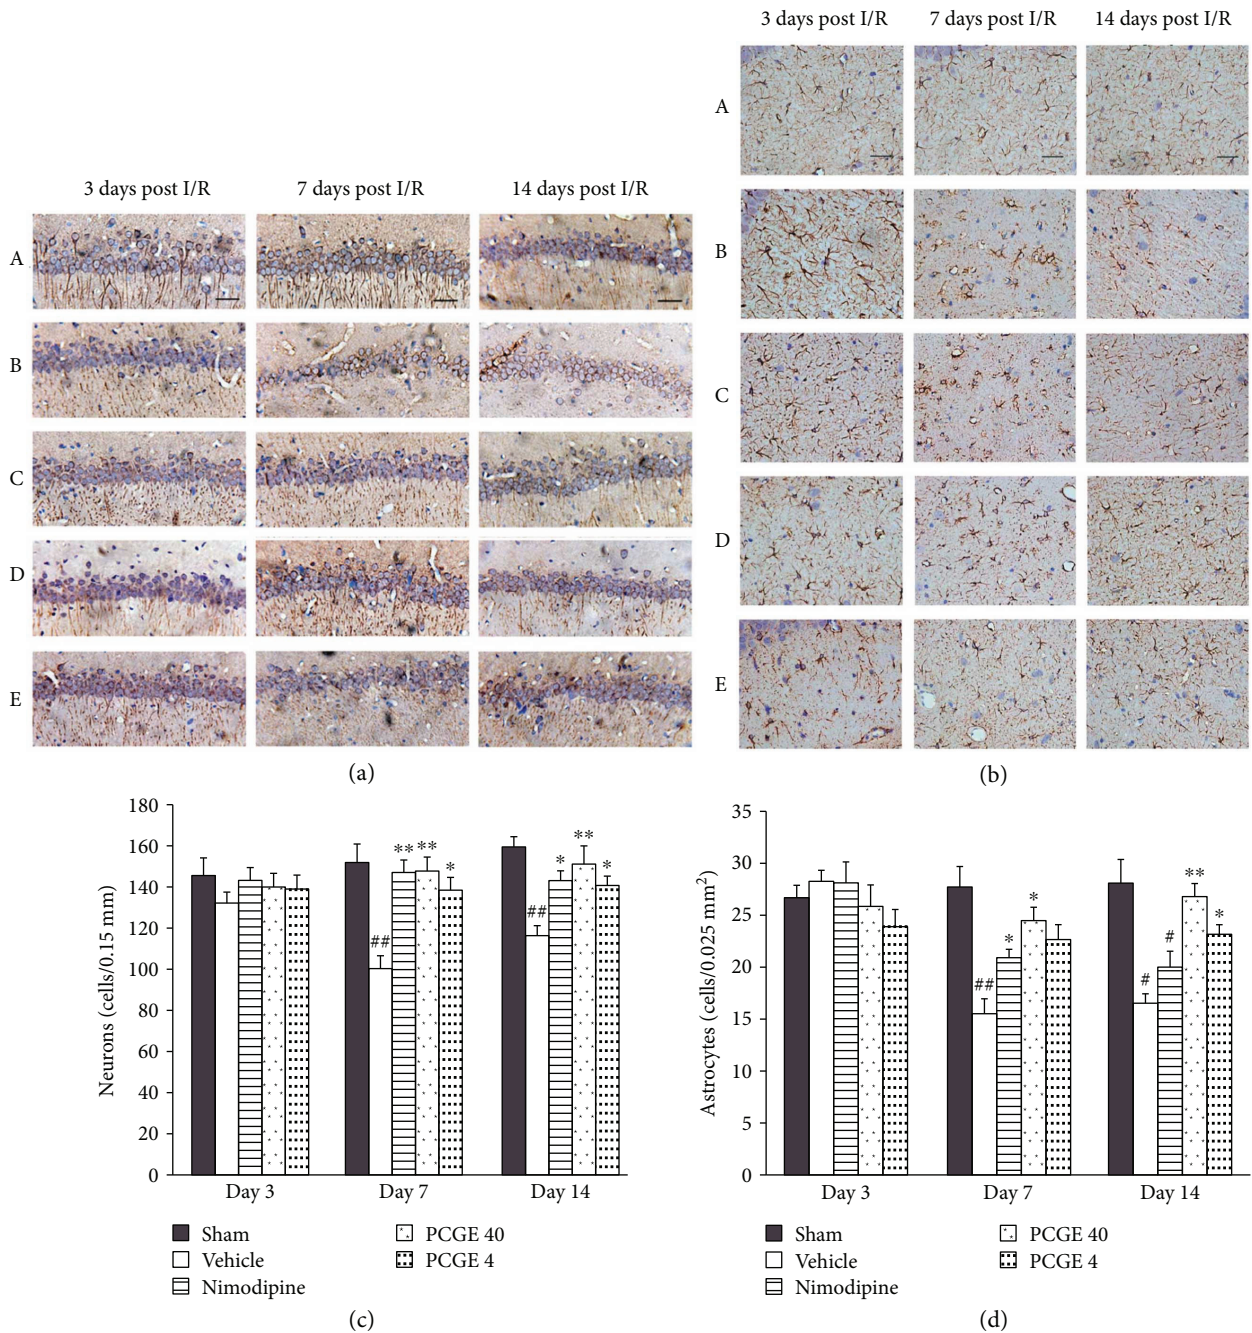 3 days post I/R 7 days post I/R 14 days post I/R
A
B
C
D
E
(a)
3 days post I/R 7 days post I/R 14 days post I/R
A
B
C
D
E
(b)
Neurons (cells/0.15 mm)
180
160
140
120
100
80
60
40
20
0
##
**
**
*
##
*
**
*
Day 3 Day 7 Day 14
Sham PCGE 40
Vehicle PCGE 4
Nimodipine
(c)
Astrocytes (cells/0.025 mm²)
35
30
25
20
15
10
5
0
##
*
*
#
#
**
*
Day 3 Day 7 Day 14
Sham PCGE 40
Vehicle PCGE 4
Nimodipine
(d)